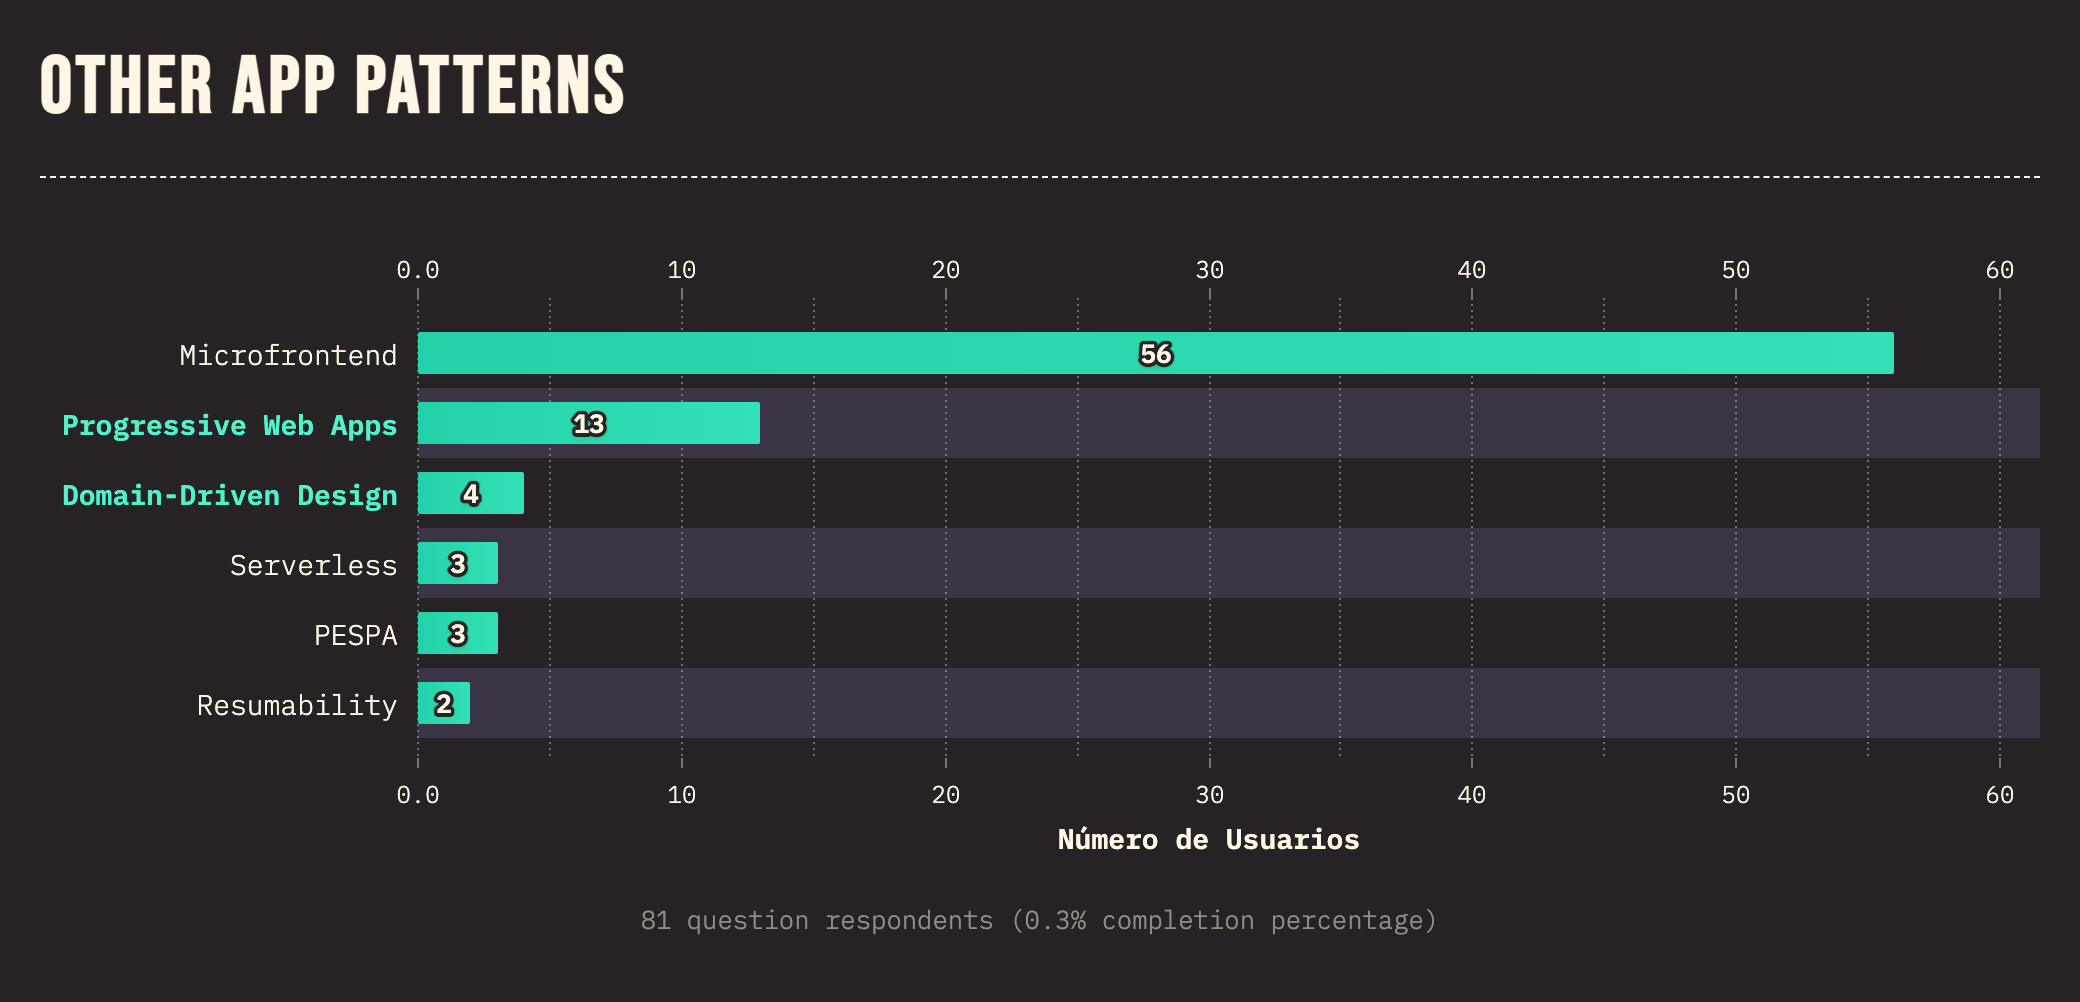 OTHER APP PATTERNS
0.0 10 20 30 40 50 60
Microfrontend 56
Progressive Web Apps 13
Domain-Driven Design 4
Serverless 3
PESPA 3
Resumability 2
0.0 10 20 30 40 50 60
Número de Usuarios
81 question respondents (0.3% completion percentage)